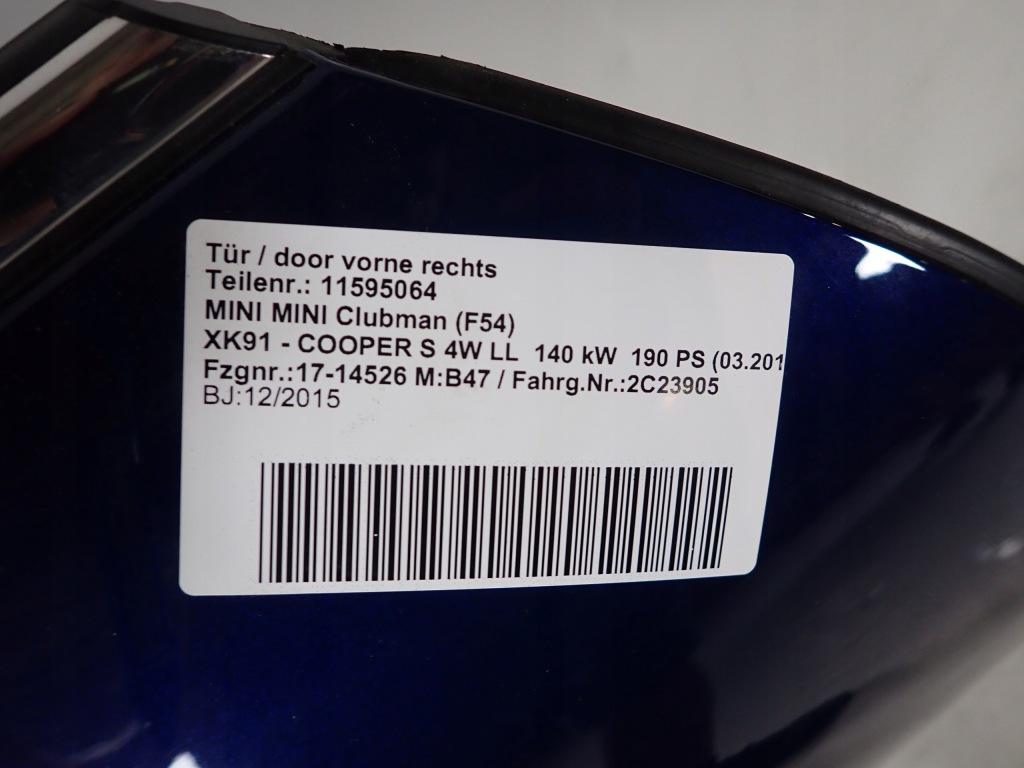 Tür / door vorne rechts
Teilenr.: 11595064
MINI MINI Clubman (F54)
XK91 - COOPER S 4W LL 140 kW 190 PS (03.201
Fzgnr.:17-14526 M:B47 / Fahrg.Nr.:2C23905
BJ:12/2015